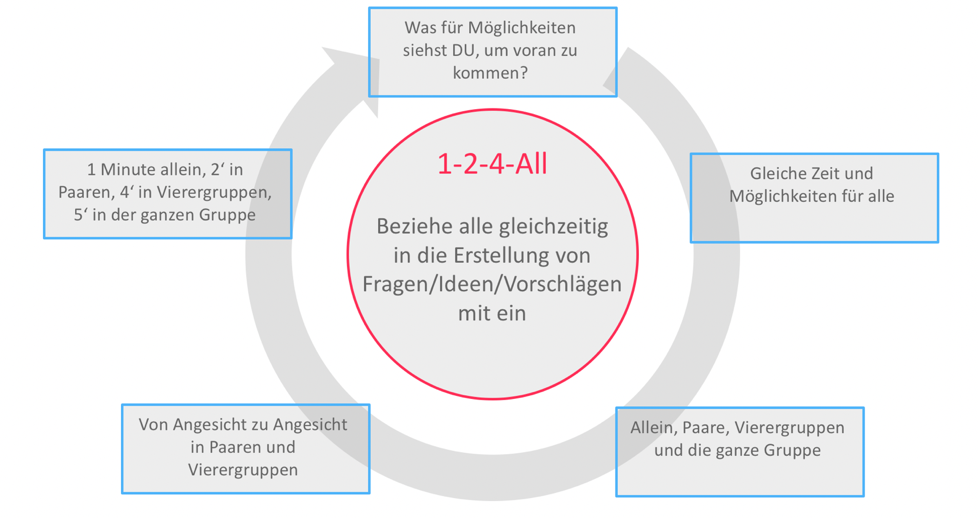 Was für Möglichkeiten
siehst DU, um voran zu
kommen?
1-2-4-All
Beziehe alle gleichzeitig
in die Erstellung von
Fragen/Ideen/Vorschlägen
mit ein
Gleiche Zeit und
Möglichkeiten für alle
Allein, Paare, Vierergruppen
und die ganze Gruppe
Von Angesicht zu Angesicht
in Paaren und
Vierergruppen
1 Minute allein, 2‘ in
Paaren, 4‘ in Vierergruppen,
5‘ in der ganzen Gruppe